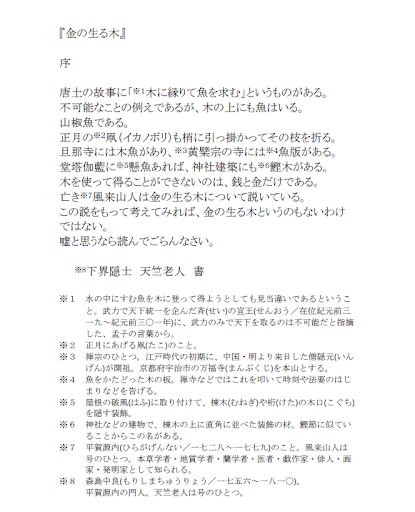 『金の生る木』
序
唐土の故事に「※1木に縁りて魚を求む」というものがある。
不可能なことの例えであるが、木の上にも魚はいる。
山椒魚である。
正月の※2凧（イカノボリ）も梢に引っ掛かってその枝を折る。
旦那寺には木魚があり、※3黄檗宗の寺には※4魚版がある。
堂塔伽藍に※5懸魚あれば、神社建築にも※6鰹木がある。
木を使って得ることができないのは、銭と金だけである。
亡き※7風来山人は金の生る木について説いている。
この説をもって考えてみれば、金の生る木というのもないわけ
ではない。
嘘と思うなら読んでごらんなさい。
※8下界隠士　天竺老人　書
※１　水の中にすむ魚を木に登って得ようとしても見当違いであるというこ
と。武力で天下統一を企んだ斉(せい)の宣王(せんおう／在位紀元前三
一九～紀元前三〇一年)に、武力のみで天下を取るのは不可能だと指摘
した、孟子の言葉から。
※２　正月にあげる凧(たこ)のこと。
※３　禅宗のひとつ。江戸時代の初期に、中国・明より来日した僧隠元(いん
げん)が開祖。京都府宇治市の万福寺(まんぷくじ)を本山とする。
※４　魚をかたどった木の板。禅寺などではこれを叩いて時刻や法要のはじ
まりなどを告げる。
※５　屋根の破風(はふ)に取り付けて、棟木(むねぎ)や桁(けた)の木口(こぐち)
を隠す装飾。
※６　神社などの建物で、棟木の上に直角に並べた装飾の材。鰹節に似てい
ることからこの名がある。
※７　平賀源内(ひらがげんない／一七二八～一七七九)のこと。風来山人は
号のひとつ。本草学者・地質学者・蘭学者・医者・戯作家・俳人・画
家・発明家として知られる。
※８　森島中良(もりしまちゅうりょう／一七五六～一八一〇)。
平賀源内の門人。天竺老人は号のひとつ。